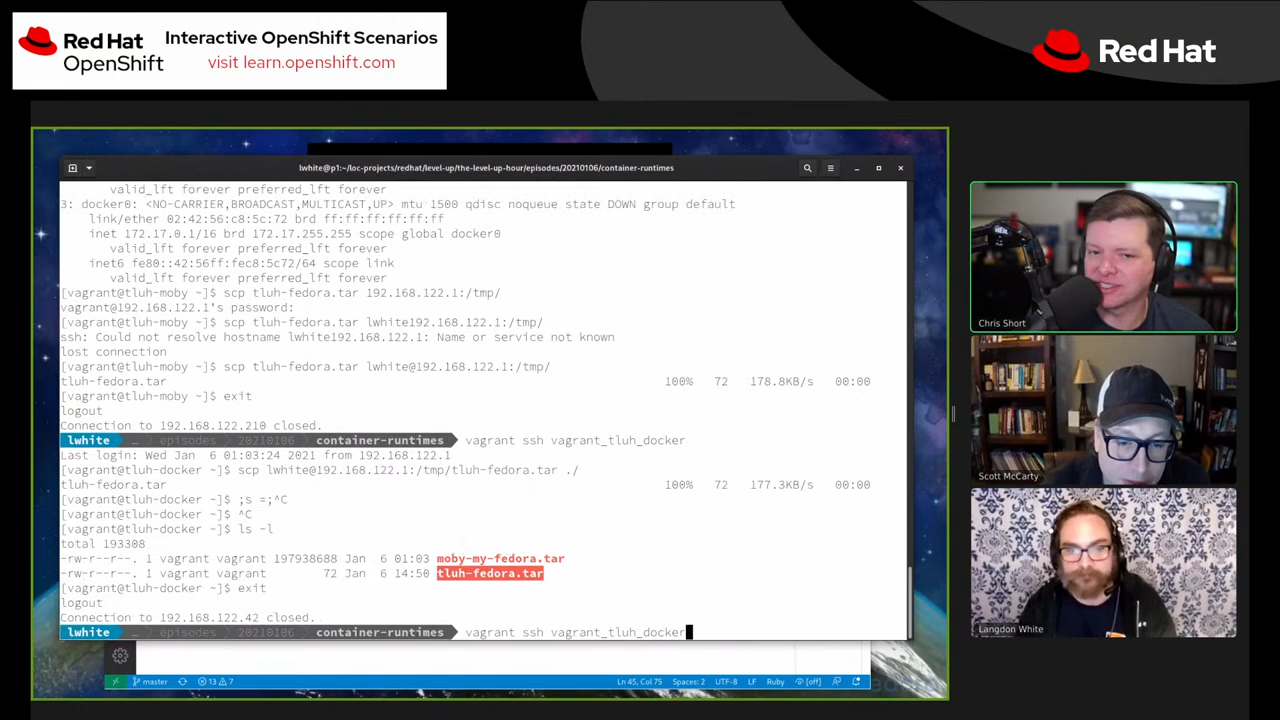 Red Hat
OpenShift
Interactive OpenShift Scenarios
visit learn.openshift.com
Red Hat
lwhite@p1:~/loc-projects/redhat/level-up/the-level-up-hour/episodes/20210106/container-runtimes
valid_lft forever preferred_lft forever
3: docker0: <NO-CARRIER,BROADCAST,MULTICAST,UP> mtu 1500 qdisc noqueue state DOWN group default
link/ether 02:42:56:c8:5c:72 brd ff:ff:ff:ff:ff:ff
inet 172.17.0.1/16 brd 172.17.255.255 scope global docker0
valid_lft forever preferred_lft forever
inet6 fe80::42:56ff:fec8:5c72/64 scope link
valid_lft forever preferred_lft forever
[vagrant@tluh-moby ~]$ scp tluh-fedora.tar 192.168.122.1:/tmp/
vagrant@192.168.122.1's password:
[vagrant@tluh-moby ~]$ scp tluh-fedora.tar lwhite192.168.122.1:/tmp/
ssh: Could not resolve hostname lwhite192.168.122.1: Name or service not known
lost connection
[vagrant@tluh-moby ~]$ scp tluh-fedora.tar lwhite@192.168.122.1:/tmp/
tluh-fedora.tar 100% 72 178.8KB/s 00:00
[vagrant@tluh-moby ~]$ exit
logout
Connection to 192.168.122.210 closed.
lwhite … episodes 20210106 container-runtimes vagrant ssh vagrant_tluh_docker
Last login: Wed Jan 6 01:03:24 2021 from 192.168.122.1
[vagrant@tluh-docker ~]$ scp lwhite@192.168.122.1:/tmp/tluh-fedora.tar ./
tluh-fedora.tar 100% 72 177.3KB/s 00:00
[vagrant@tluh-docker ~]$ ;s =;^C
[vagrant@tluh-docker ~]$ ^C
[vagrant@tluh-docker ~]$ ls -l
total 193308
-rw-r--r--. 1 vagrant vagrant 197938688 Jan 6 01:03 moby-my-fedora.tar
-rw-r--r--. 1 vagrant vagrant 72 Jan 6 14:50 tluh-fedora.tar
[vagrant@tluh-docker ~]$ exit
logout
Connection to 192.168.122.42 closed.
lwhite … episodes 20210106 container-runtimes vagrant ssh vagrant_tluh_docker
master 13 7 Ln 45, Col 75 Spaces: 2 UTF-8 LF Ruby [off]
Chris Short
Scott McCarty
Langdon White